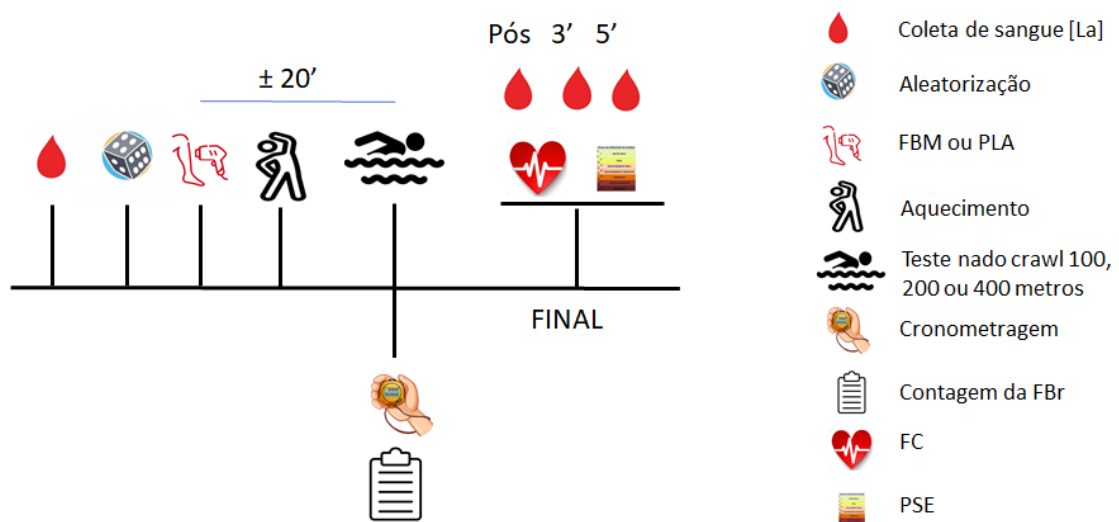 Pós 3’ 5’
± 20’
FINAL
Coleta de sangue [La]
Aleatorização
FBM ou PLA
Aquecimento
Teste nado crawl 100,
200 ou 400 metros
Cronometragem
Contagem da FBr
FC
PSE